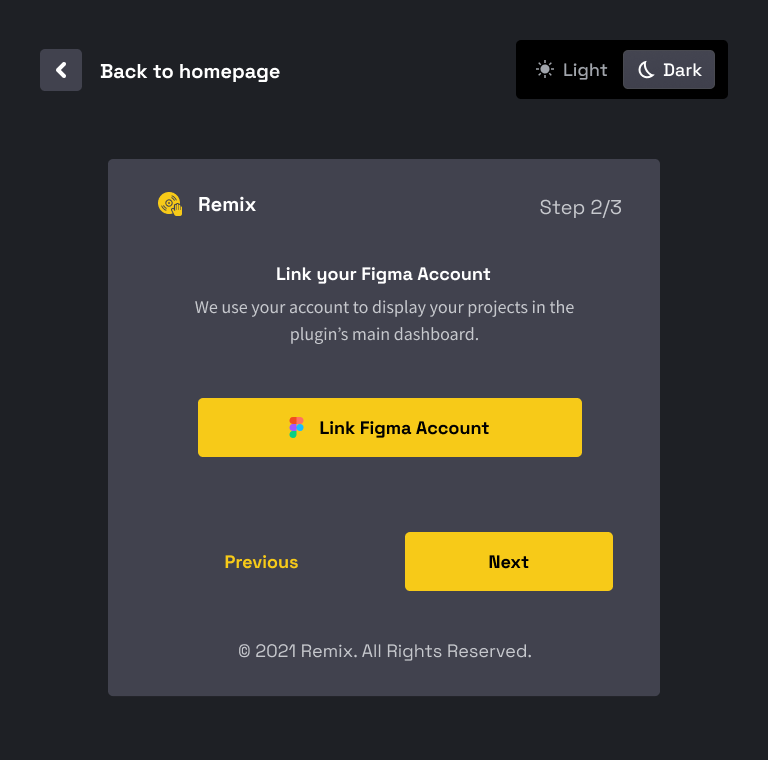 Back to homepage
Light
Dark
Remix
Step 2/3
Link your Figma Account
We use your account to display your projects in the
plugin’s main dashboard.
Link Figma Account
Previous
Next
© 2021 Remix. All Rights Reserved.